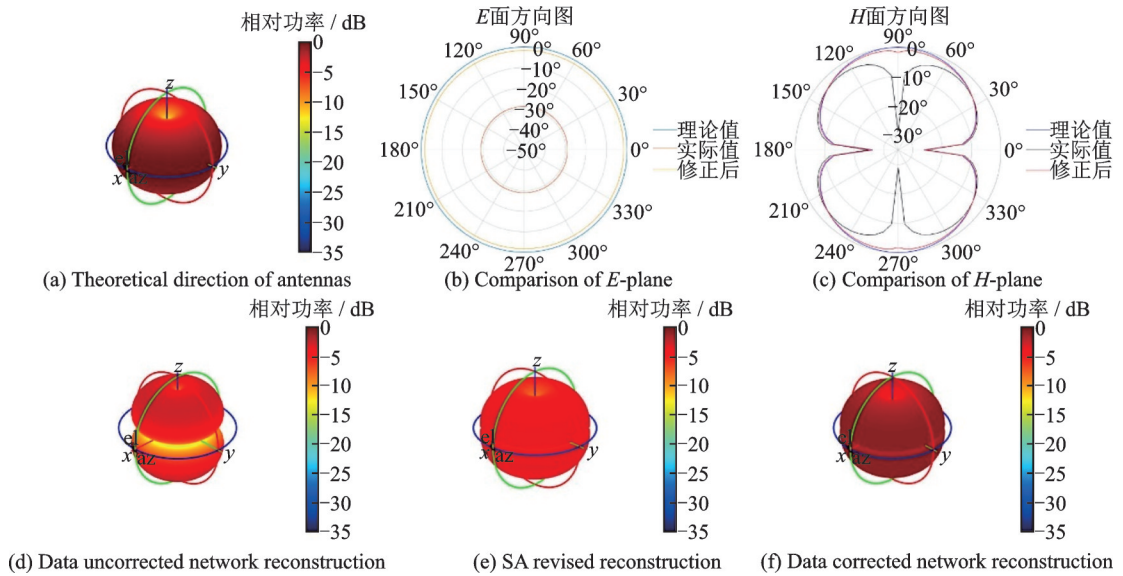 相对功率 / dB
0
−5
−10
−15
−20
−25
−30
−35
z
x
az
y
(a) Theoretical direction of antennas
E面方向图
90°
120°
60°
0°
−10°
150°
−20°
30°
−30°
−40°
180°
−50°
0°
210°
330°
240°
300°
270°
理论值
实际值
修正后
(b) Comparison of E-plane
H面方向图
90°
120°
60°
0°
−10°
150°
−20°
30°
−30°
180°
0°
210°
330°
240°
300°
270°
理论值
实际值
修正后
(c) Comparison of H-plane
相对功率 / dB
0
−5
−10
−15
−20
−25
−30
−35
z
el
x
az
y
(d) Data uncorrected network reconstruction
相对功率 / dB
0
−5
−10
−15
−20
−25
−30
−35
z
el
x
az
y
(e) SA revised reconstruction
相对功率 / dB
0
−5
−10
−15
−20
−25
−30
−35
z
el
x
az
y
(f) Data corrected network reconstruction